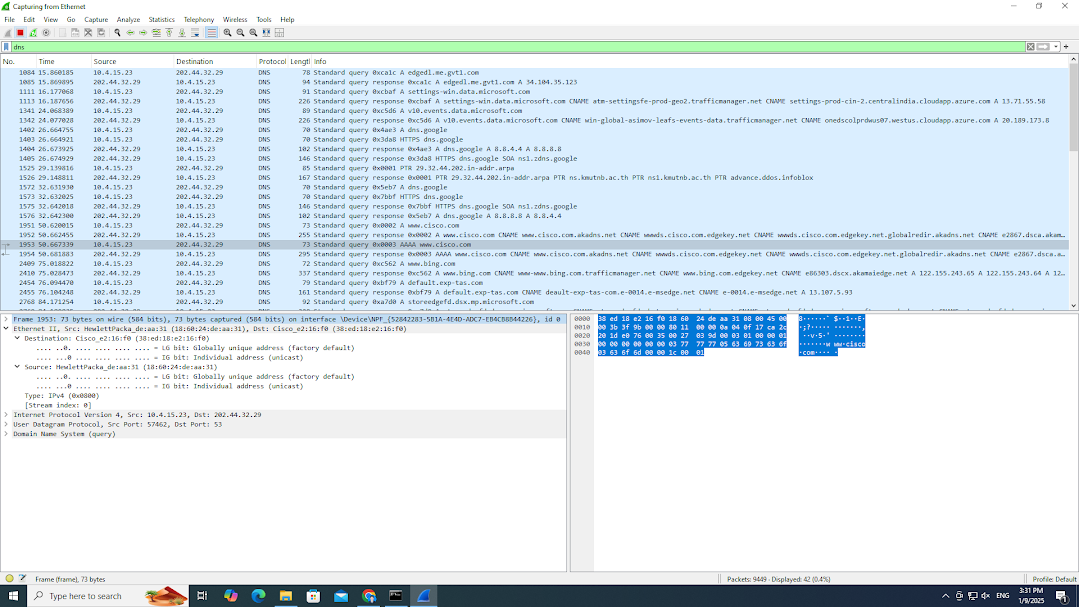 Capturing from Ethernet
File Edit View Go Capture Analyze Statistics Telephony Wireless Tools Help
dns
No. Time Source Destination Protocol Lengtl Info
1084 15.860185 10.4.15.23 202.44.32.29 DNS 78 Standard query 0xca1c A edgedl.me.gvt1.com
1085 15.869895 202.44.32.29 10.4.15.23 DNS 94 Standard query response 0xca1c A edgedl.me.gvt1.com A 34.104.35.123
1111 16.177068 10.4.15.23 202.44.32.29 DNS 91 Standard query 0xcbaf A settings-win.data.microsoft.com
1113 16.187656 202.44.32.29 10.4.15.23 DNS 226 Standard query response 0xcbaf A settings-win.data.microsoft.com CNAME atm-settingsfe-prod-geo2.trafficmanager.net CNAME settings-prod-cin-2.centralindia.cloudapp.azure.com A 13.71.55.58
1341 24.068389 10.4.15.23 202.44.32.29 DNS 89 Standard query 0xc5d6 A v10.events.data.microsoft.com
1342 24.077028 202.44.32.29 10.4.15.23 DNS 226 Standard query response 0xc5d6 A v10.events.data.microsoft.com CNAME win-global-asimov-leafs-events-data.trafficmanager.net CNAME onedscolprdwus07.westus.cloudapp.azure.com A 20.189.173.8
1402 26.664755 10.4.15.23 202.44.32.29 DNS 70 Standard query 0x4ae3 A dns.google
1403 26.664921 10.4.15.23 202.44.32.29 DNS 70 Standard query 0x3da8 HTTPS dns.google
1404 26.673925 202.44.32.29 10.4.15.23 DNS 102 Standard query response 0x4ae3 A dns.google A 8.8.4.4 A 8.8.8.8
1405 26.674929 202.44.32.29 10.4.15.23 DNS 146 Standard query response 0x3da8 HTTPS dns.google SOA ns1.zdns.google
1525 29.139816 10.4.15.23 202.44.32.29 DNS 85 Standard query 0x0001 PTR 29.32.44.202.in-addr.arpa
1526 29.148811 202.44.32.29 10.4.15.23 DNS 167 Standard query response 0x0001 PTR 29.32.44.202.in-addr.arpa PTR ns.kmutnb.ac.th PTR ns1.kmutnb.ac.th PTR advance.ddos.infoblox
1572 32.631930 10.4.15.23 202.44.32.29 DNS 70 Standard query 0x5eb7 A dns.google
1573 32.632025 10.4.15.23 202.44.32.29 DNS 70 Standard query 0x7bbf HTTPS dns.google
1575 32.642018 202.44.32.29 10.4.15.23 DNS 146 Standard query response 0x7bbf HTTPS dns.google SOA ns1.zdns.google
1576 32.642300 202.44.32.29 10.4.15.23 DNS 102 Standard query response 0x5eb7 A dns.google A 8.8.8.8 A 8.8.4.4
1951 50.620015 10.4.15.23 202.44.32.29 DNS 73 Standard query 0x0002 A www.cisco.com
1952 50.662455 202.44.32.29 10.4.15.23 DNS 255 Standard query response 0x0002 A www.cisco.com CNAME www.cisco.com.akadns.net CNAME wwwds.cisco.com.edgekey.net CNAME wwwds.cisco.com.edgekey.net.globalredir.akadns.net CNAME e2867.dsca.akam…
1953 50.667339 10.4.15.23 202.44.32.29 DNS 73 Standard query 0x0003 AAAA www.cisco.com
1954 50.681883 202.44.32.29 10.4.15.23 DNS 295 Standard query response 0x0003 AAAA www.cisco.com CNAME www.cisco.com.akadns.net CNAME wwwds.cisco.com.edgekey.net CNAME wwwds.cisco.com.edgekey.net.globalredir.akadns.net CNAME e2867.dsca.a…
2409 75.018822 10.4.15.23 202.44.32.29 DNS 72 Standard query 0xc562 A www.bing.com
2410 75.028473 202.44.32.29 10.4.15.23 DNS 337 Standard query response 0xc562 A www.bing.com CNAME www-www.bing.com.trafficmanager.net CNAME www.bing.com.edgekey.net CNAME e86303.dscx.akamaiedge.net A 122.155.243.65 A 122.155.243.64 A 12…
2454 76.094470 10.4.15.23 202.44.32.29 DNS 79 Standard query 0xbf79 A default.exp-tas.com
2455 76.104248 202.44.32.29 10.4.15.23 DNS 161 Standard query response 0xbf79 A default.exp-tas.com CNAME deault-exp-tas-com.e-0014.e-msedge.net CNAME e-0014.e-msedge.net A 13.107.5.93
2768 84.171254 10.4.15.23 202.44.32.29 DNS 92 Standard query 0xa7d0 A storeedgefd.dsx.mp.microsoft.com
Frame 1953: 73 bytes on wire (584 bits), 73 bytes captured (584 bits) on interface \Device\NPF_{52842283-5B1A-4E4D-ADC7-EB4CB8B44226}, id 0
Ethernet II, Src: HewlettPacka_de:aa:31 (18:60:24:de:aa:31), Dst: Cisco_e2:16:f0 (38:ed:18:e2:16:f0)
Destination: Cisco_e2:16:f0 (38:ed:18:e2:16:f0)
.... ..0. .... .... .... .... = LG bit: Globally unique address (factory default)
.... ...0 .... .... .... .... = IG bit: Individual address (unicast)
Source: HewlettPacka_de:aa:31 (18:60:24:de:aa:31)
.... ..0. .... .... .... .... = LG bit: Globally unique address (factory default)
.... ...0 .... .... .... .... = IG bit: Individual address (unicast)
Type: IPv4 (0x0800)
[Stream index: 0]
Internet Protocol Version 4, Src: 10.4.15.23, Dst: 202.44.32.29
User Datagram Protocol, Src Port: 57462, Dst Port: 53
Domain Name System (query)
0000 38 ed 18 e2 16 f0 18 60 24 de aa 31 08 00 45 00
0010 00 3b 3f 9b 00 00 80 11 00 00 0a 04 0f 17 ca 2c
0020 20 1d e0 76 00 35 00 27 03 9d 00 03 01 00 00 01
0030 00 00 00 00 00 00 03 77 77 77 05 63 69 73 63 6f
0040 03 63 6f 6d 00 00 1c 00 01
Frame (frame), 73 bytes
Packets: 9449 · Displayed: 42 (0.4%)
Profile: Default
Type here to search
ENG
3:31 PM
1/9/2025